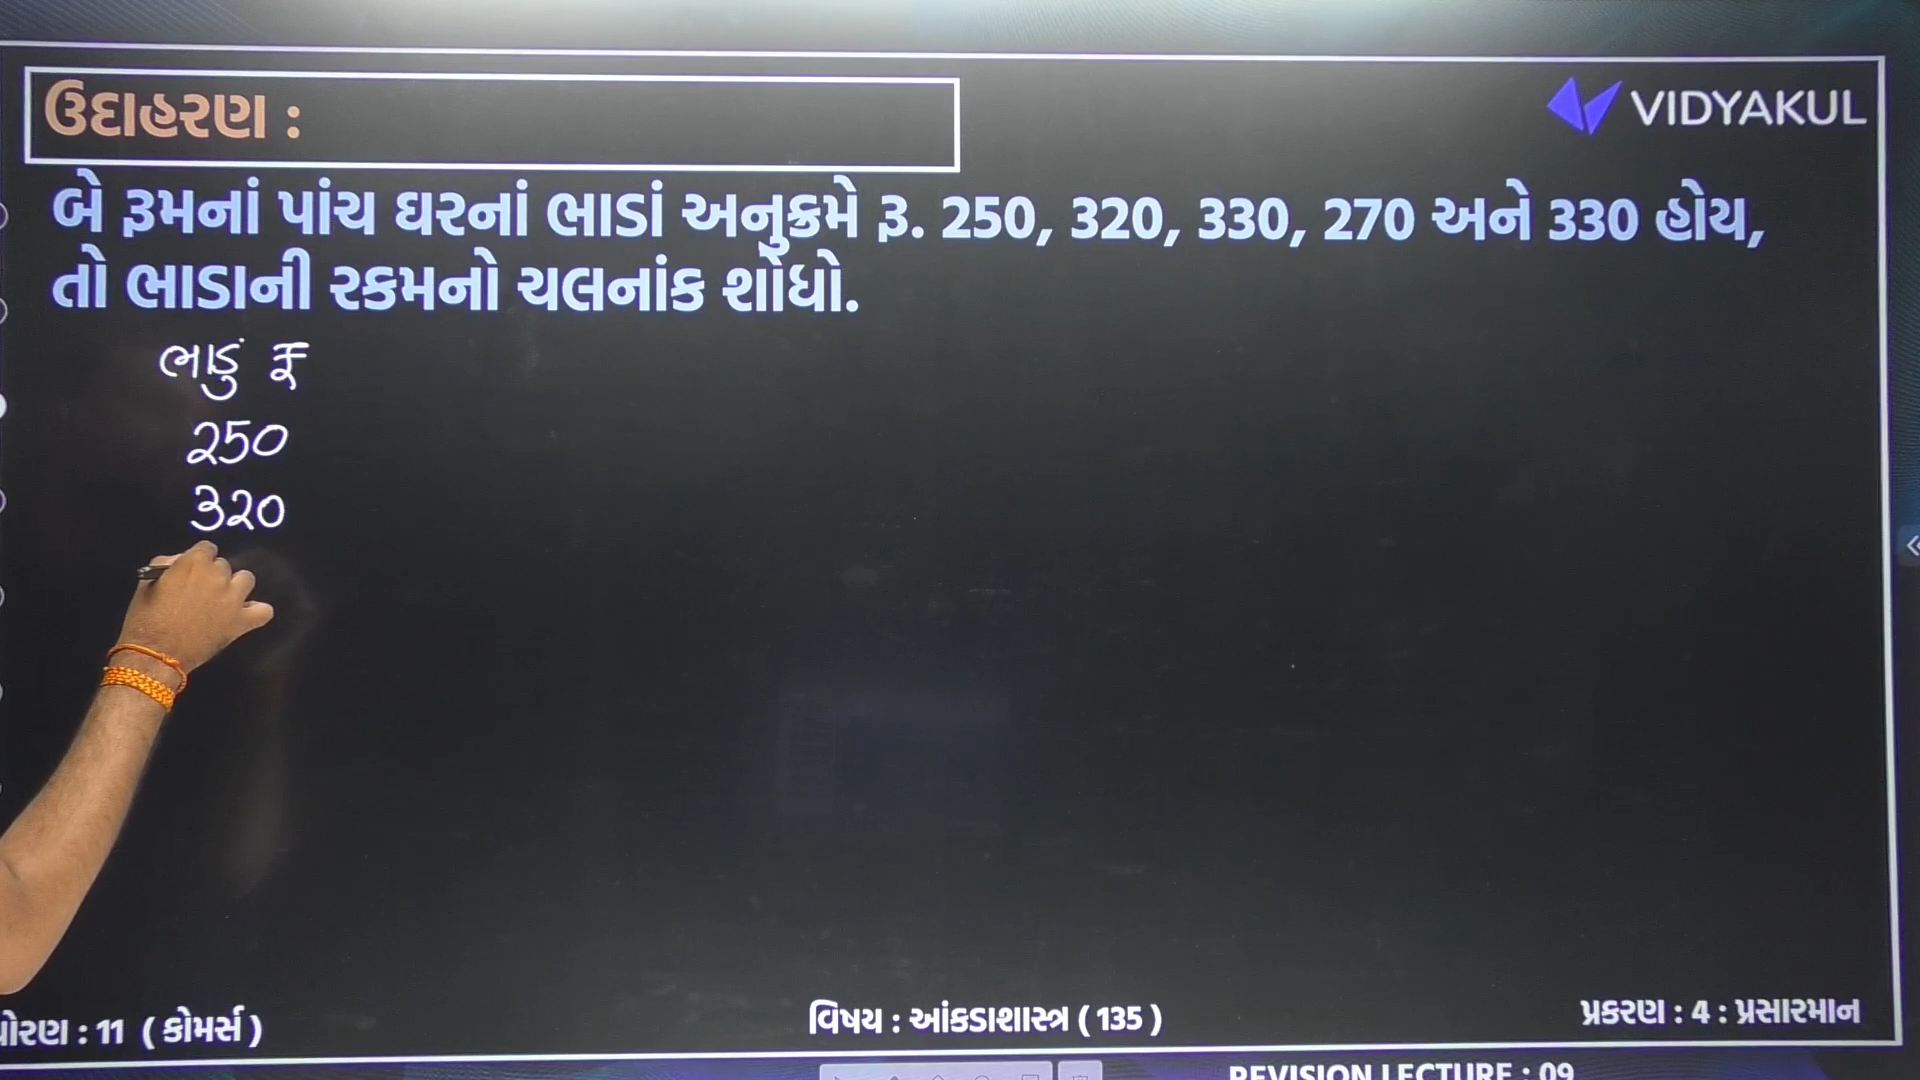 ઉદાહરણ :
VIDYAKUL
બે રૂમનાં પાંચ ઘરનાં ભાડાં અનુક્રમે રૂ. 250, 320, 330, 270 અને 330 હોય,
તો ભાડાની રકમનો ચલનાંક શોધો.
ભાડું ₹
250
320
ધોરણ : 11 ( કોમર્સ )
વિષય : આંકડાશાસ્ત્ર ( 135 )
પ્રકરણ : 4 : પ્રસારમાન
REVISION LECTURE : 09